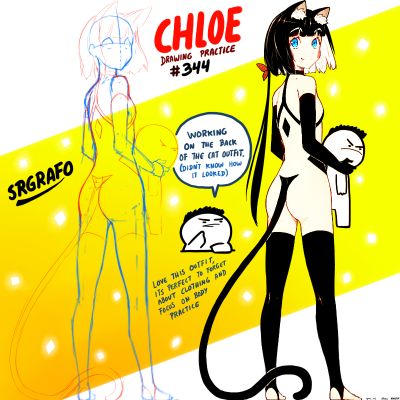 CHLOE
DRAWING PRACTICE
#344
SRGRAFO
WORKING
ON THE BACK
OF THE CAT OUTFIT,
(DIDN'T KNOW HOW
IT LOOKED)
LOVE THIS OUTFIT,
ITS PERFECT TO FORGET
ABOUT CLOTHING AND
FOCUS ON BODY
PRACTICE